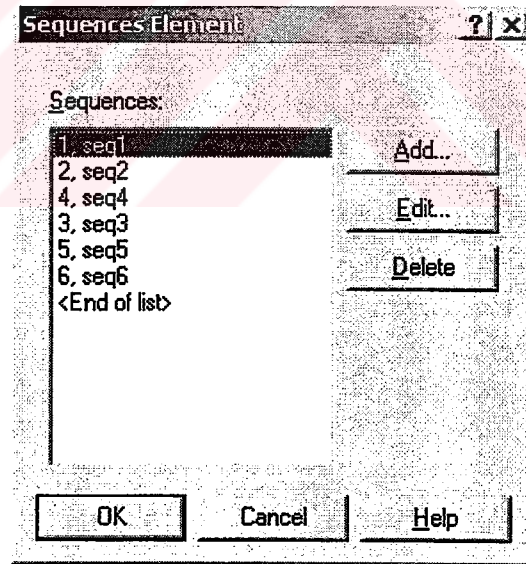 Sequences Element ? ×
Sequences:
1, seq1
2, seq2
4, seq4
3, seq3
5, seq5
6, seq6
<End of list>
Add...
Edit...
Delete
OK Cancel Help